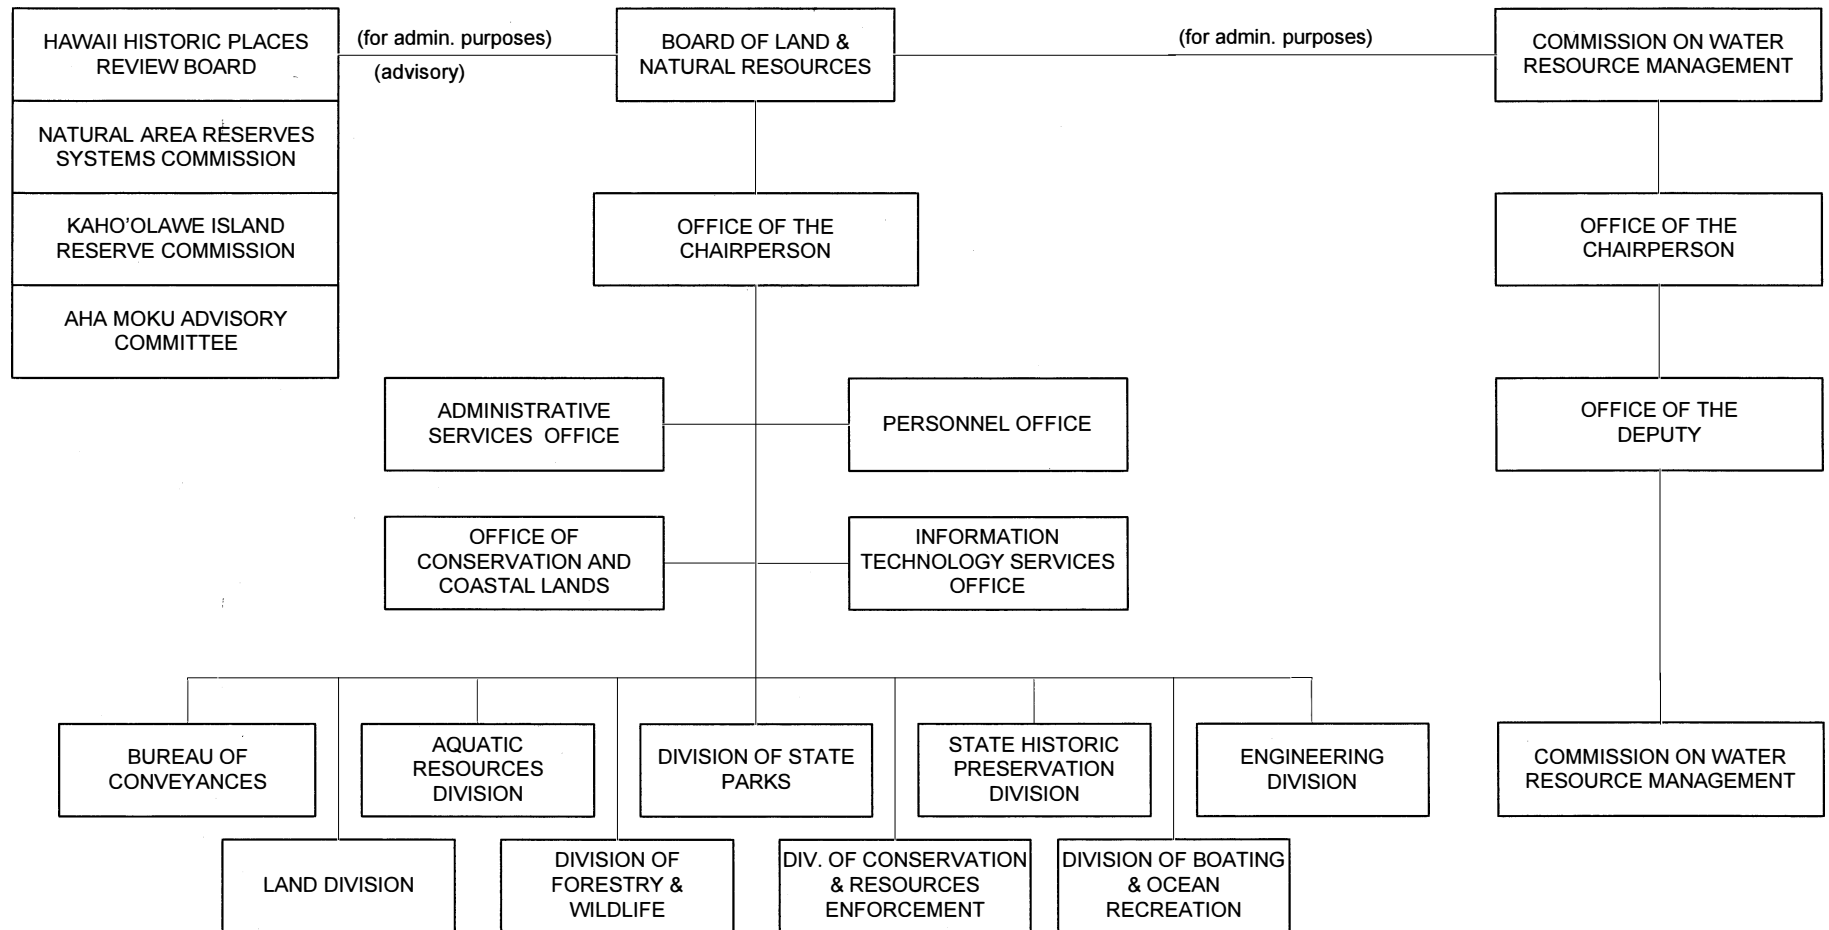 HAWAII HISTORIC PLACES
REVIEW BOARD
(for admin. purposes)
(advisory)
BOARD OF LAND &
NATURAL RESOURCES
(for admin. purposes)
COMMISSION ON WATER
RESOURCE MANAGEMENT
NATURAL AREA RESERVES
SYSTEMS COMMISSION
KAHO'OLAWE ISLAND
RESERVE COMMISSION
AHA MOKU ADVISORY
COMMITTEE
OFFICE OF THE
CHAIRPERSON
OFFICE OF THE
CHAIRPERSON
ADMINISTRATIVE
SERVICES OFFICE
PERSONNEL OFFICE
OFFICE OF THE
DEPUTY
OFFICE OF
CONSERVATION AND
COASTAL LANDS
INFORMATION
TECHNOLOGY SERVICES
OFFICE
BUREAU OF
CONVEYANCES
AQUATIC
RESOURCES
DIVISION
DIVISION OF STATE
PARKS
STATE HISTORIC
PRESERVATION
DIVISION
ENGINEERING
DIVISION
COMMISSION ON WATER
RESOURCE MANAGEMENT
LAND DIVISION
DIVISION OF
FORESTRY &
WILDLIFE
DIV. OF CONSERVATION
& RESOURCES
ENFORCEMENT
DIVISION OF BOATING
& OCEAN
RECREATION